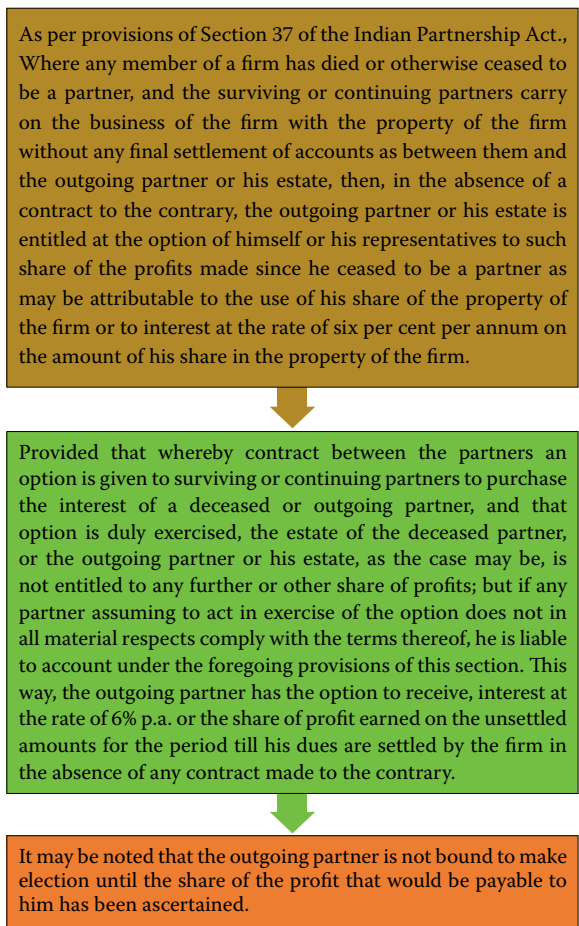 As per provisions of Section 37 of the Indian Partnership Act.,
Where any member of a firm has died or otherwise ceased to
be a partner, and the surviving or continuing partners carry
on the business of the firm with the property of the firm
without any final settlement of accounts as between them and
the outgoing partner or his estate, then, in the absence of a
contract to the contrary, the outgoing partner or his estate is
entitled at the option of himself or his representatives to such
share of the profits made since he ceased to be a partner as
may be attributable to the use of his share of the property of
the firm or to interest at the rate of six per cent per annum on
the amount of his share in the property of the firm.
Provided that whereby contract between the partners an
option is given to surviving or continuing partners to purchase
the interest of a deceased or outgoing partner, and that
option is duly exercised, the estate of the deceased partner,
or the outgoing partner or his estate, as the case may be, is
not entitled to any further or other share of profits; but if any
partner assuming to act in exercise of the option does not in
all material respects comply with the terms thereof, he is liable
to account under the foregoing provisions of this section. This
way, the outgoing partner has the option to receive, interest at
the rate of 6% p.a. or the share of profit earned on the unsettled
amounts for the period till his dues are settled by the firm in
the absence of any contract made to the contrary.
It may be noted that the outgoing partner is not bound to make
election until the share of the profit that would be payable to
him has been ascertained.